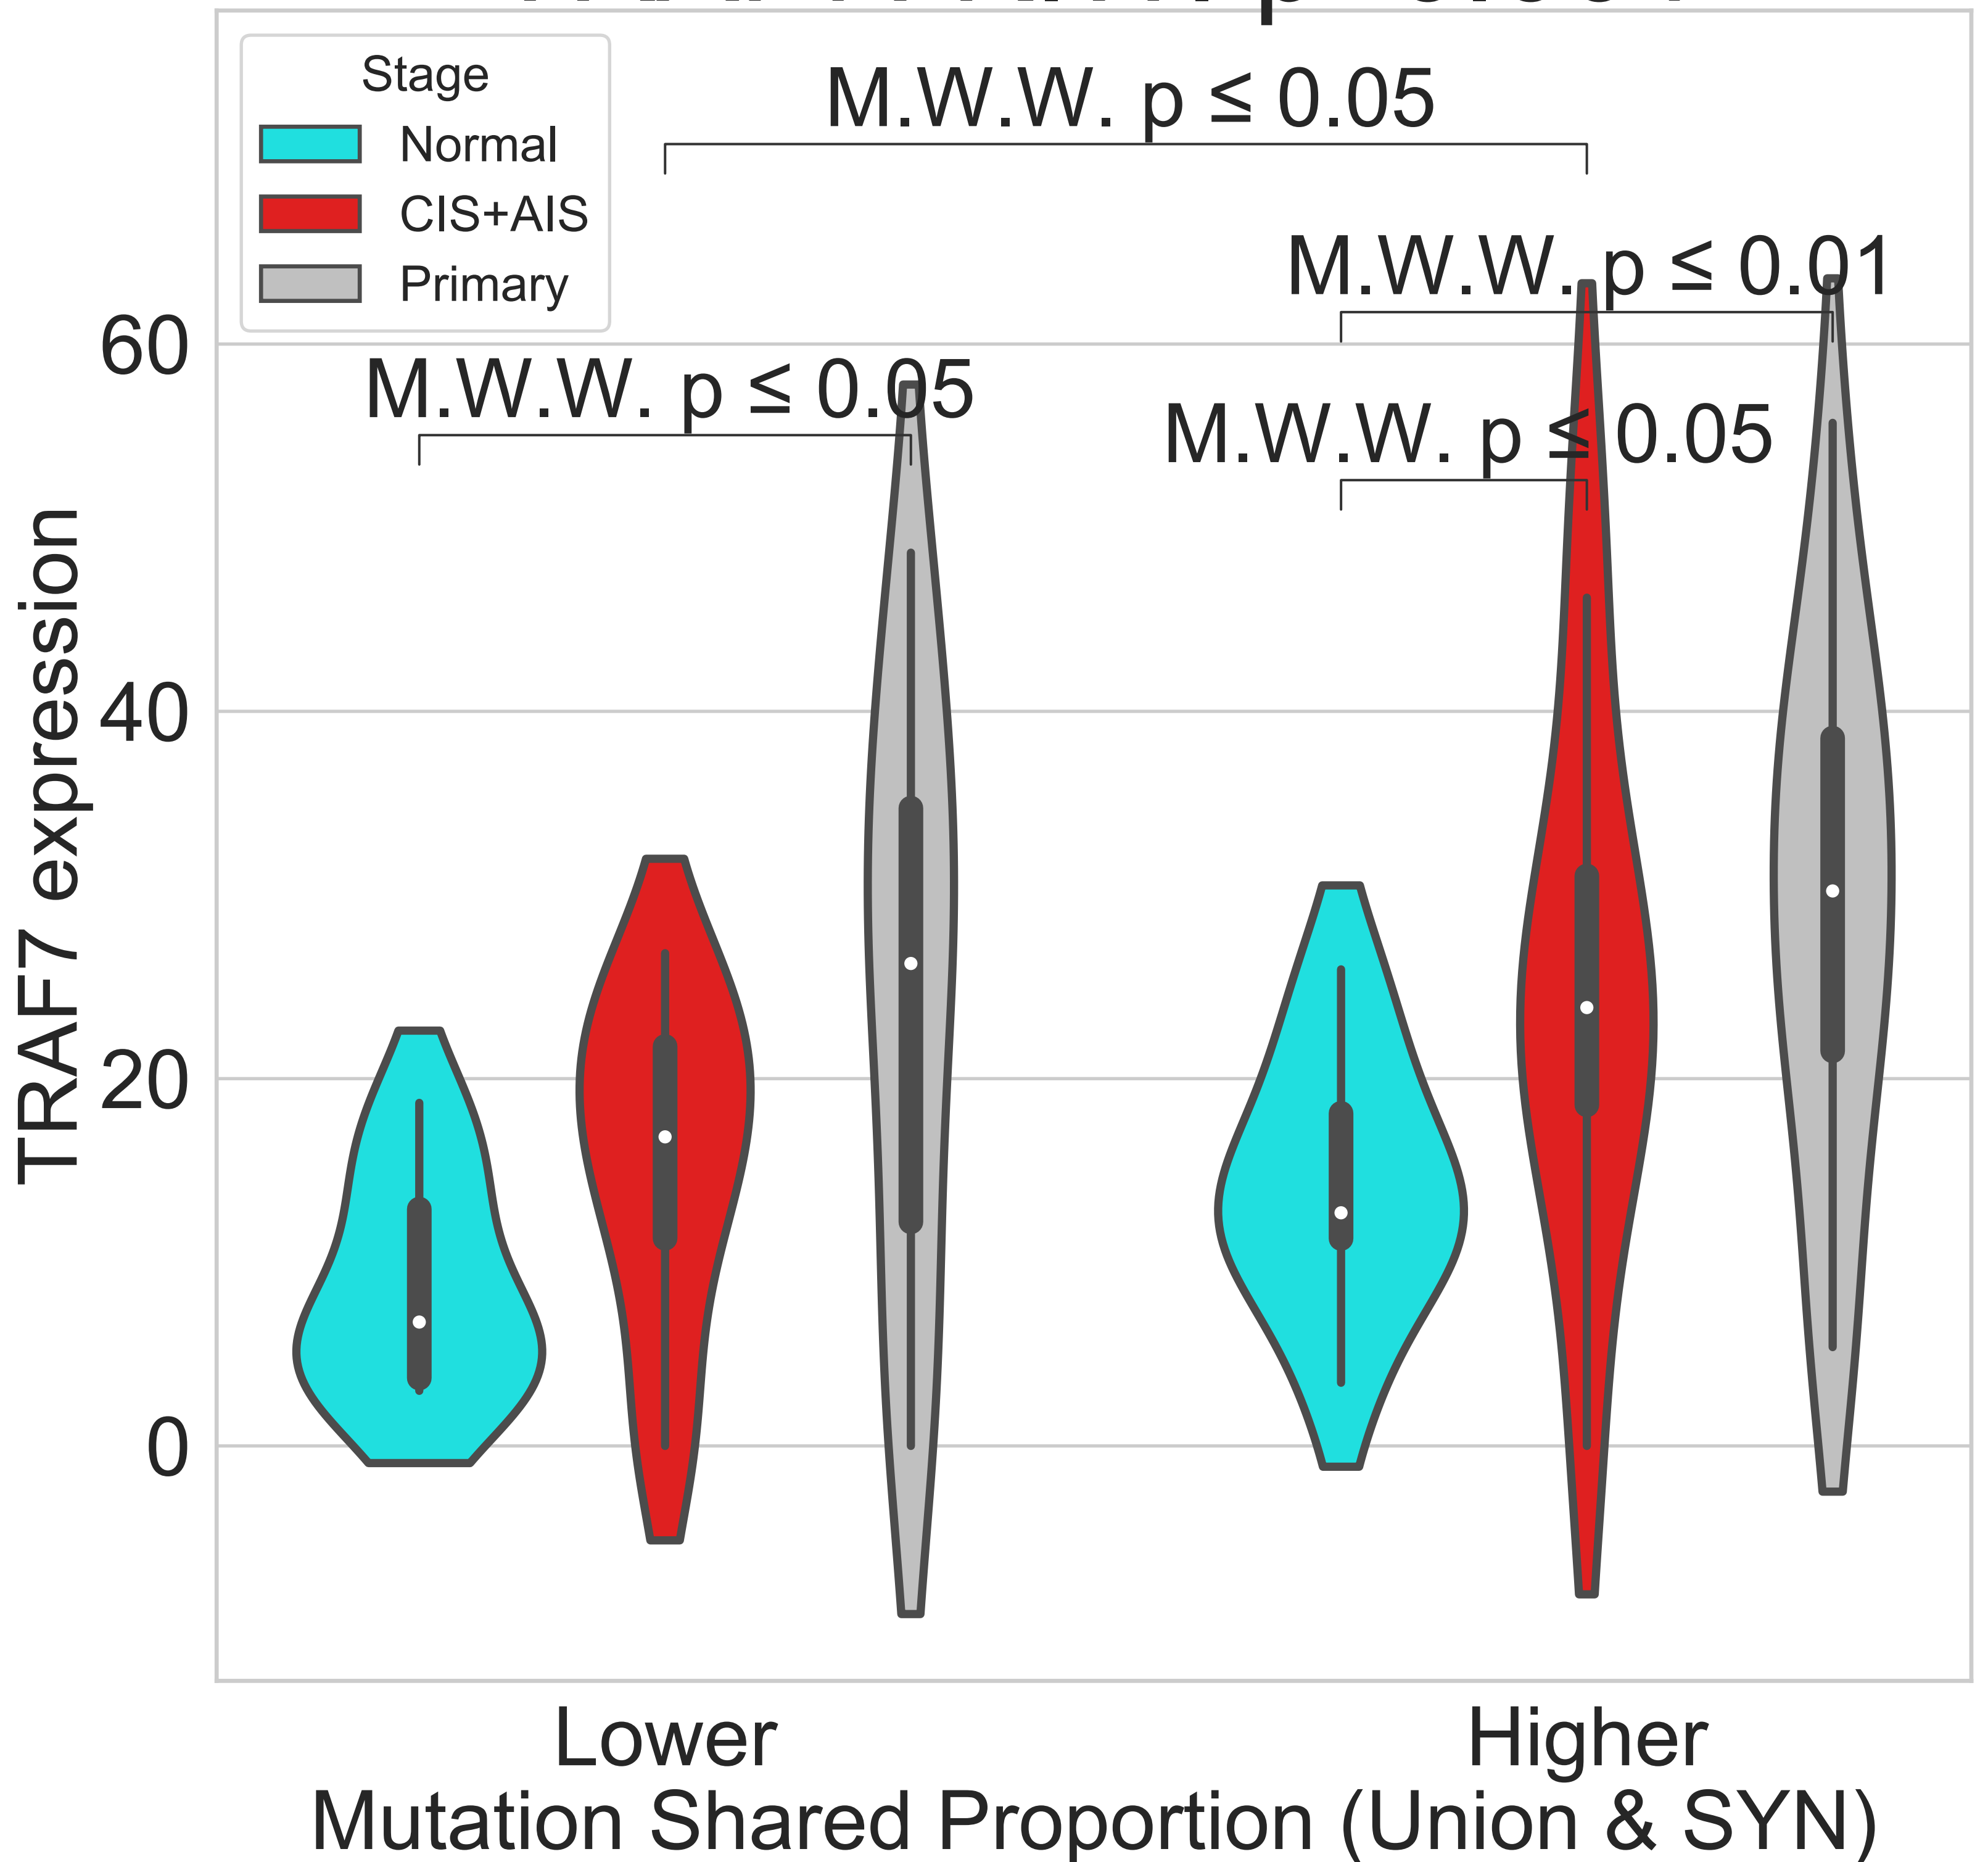 Stage
Normal
CIS+AIS
Primary
M.W.W. p ≤ 0.05
M.W.W. p ≤ 0.01
M.W.W. p ≤ 0.05
M.W.W. p ≤ 0.05
60
40
20
0
TRAF7 expression
Lower
Higher
Mutation Shared Proportion (Union & SYN)